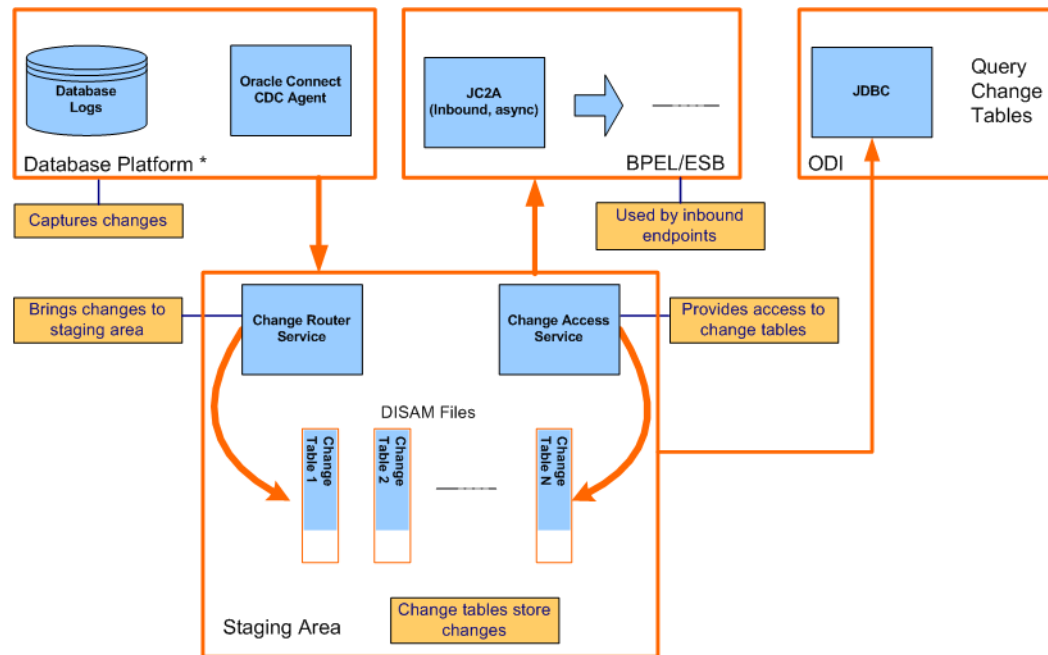 Database
Logs
Oracle Connect
CDC Agent
Database Platform *
JC2A
(Inbound, async)
BPEL/ESB
JDBC
Query
Change
Tables
ODI
Captures changes
Used by inbound
endpoints
Brings changes to
staging area
Change Router
Service
Change Access
Service
Provides access to
change tables
DISAM Files
Change
Table 1
Change
Table 2
Change
Table N
Change tables store
changes
Staging Area